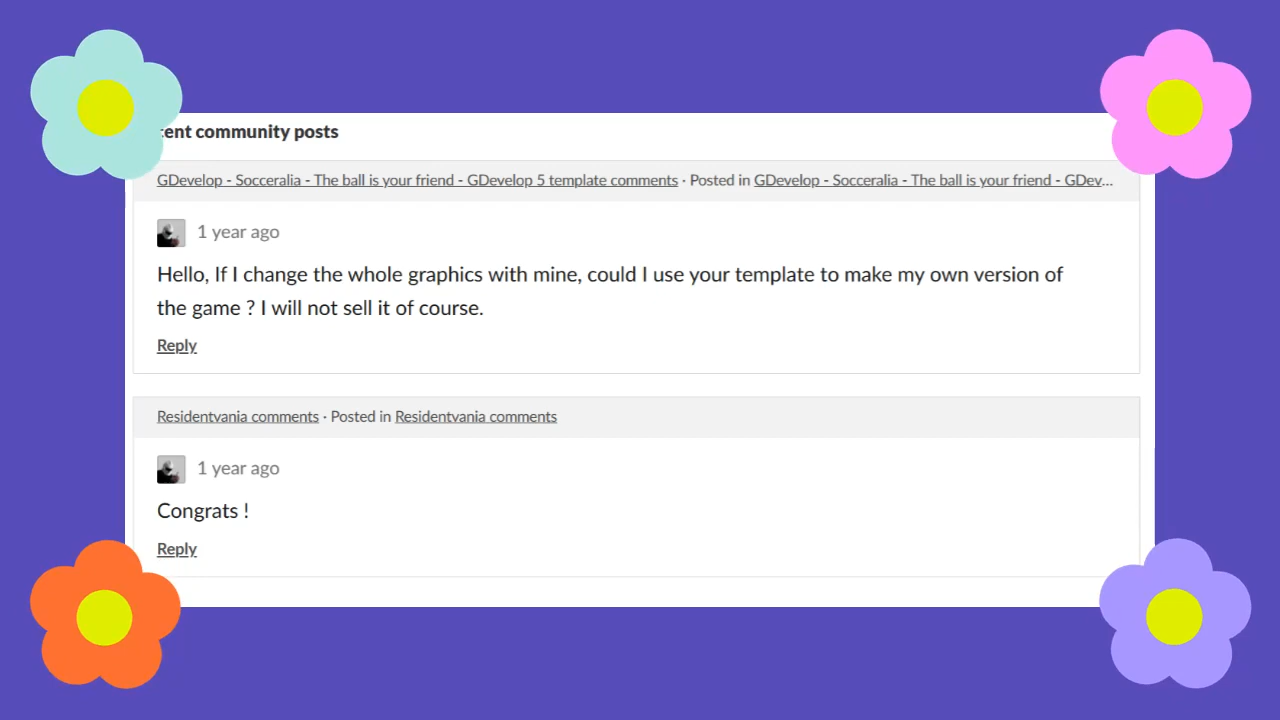 cent community posts
GDevelop - Socceralia - The ball is your friend - GDevelop 5 template comments · Posted in GDevelop - Socceralia - The ball is your friend - GDev...
1 year ago
Hello, If I change the whole graphics with mine, could I use your template to make my own version of
the game ? I will not sell it of course.
Reply
Residentvania comments · Posted in Residentvania comments
1 year ago
Congrats !
Reply